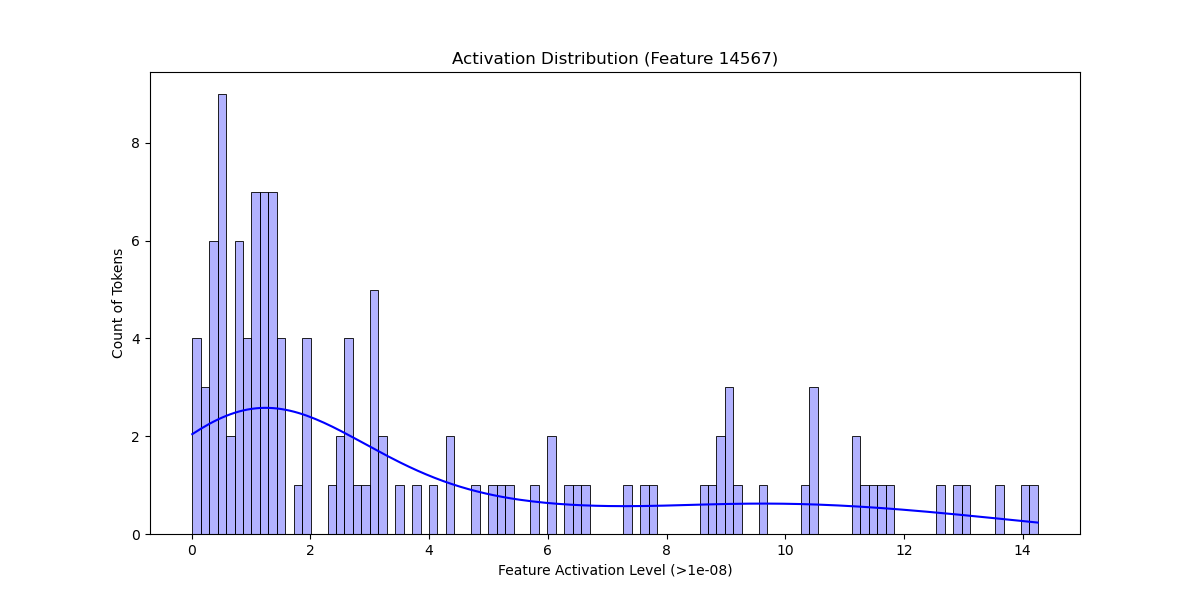 Activation Distribution (Feature 14567)
Count of Tokens
8
6
4
2
0
0 2 4 6 8 10 12 14
Feature Activation Level (>1e-08)